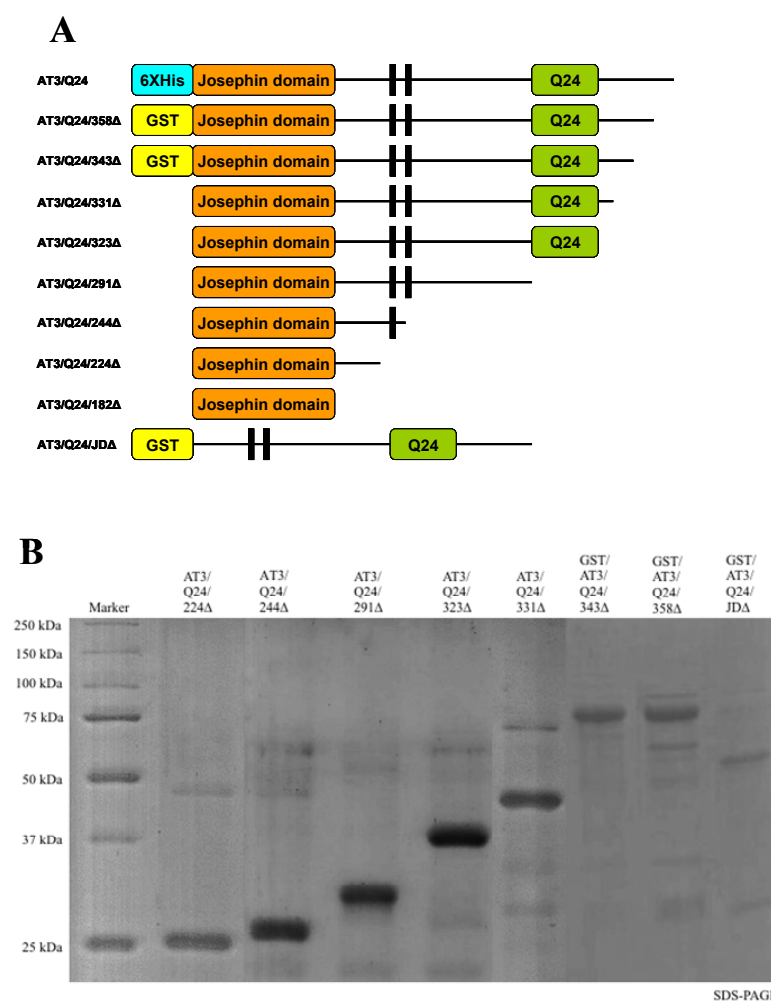 A
AT3/Q24 6XHis Josephin domain Q24
AT3/Q24/358Δ GST Josephin domain Q24
AT3/Q24/343Δ GST Josephin domain Q24
AT3/Q24/331Δ Josephin domain Q24
AT3/Q24/323Δ Josephin domain Q24
AT3/Q24/291Δ Josephin domain
AT3/Q24/244Δ Josephin domain
AT3/Q24/224Δ Josephin domain
AT3/Q24/182Δ Josephin domain
AT3/Q24/JDΔ GST Q24
B
Marker
AT3/
Q24/
224Δ
AT3/
Q24/
244Δ
AT3/
Q24/
291Δ
AT3/
Q24/
323Δ
AT3/
Q24/
331Δ
GST/
AT3/
Q24/
343Δ
GST/
AT3/
Q24/
358Δ
GST/
AT3/
Q24/
JDΔ
250 kDa
150 kDa
100 kDa
75 kDa
50 kDa
37 kDa
25 kDa
SDS-PAG